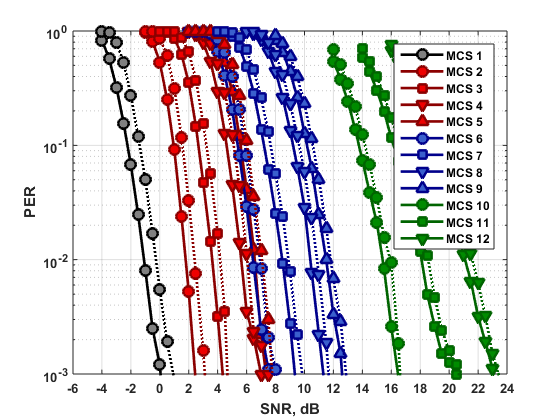 10^0
10^-1
10^-2
10^-3
PER
-6 -4 -2 0 2 4 6 8 10 12 14 16 18 20 22 24
SNR, dB
MCS 1
MCS 2
MCS 3
MCS 4
MCS 5
MCS 6
MCS 7
MCS 8
MCS 9
MCS 10
MCS 11
MCS 12